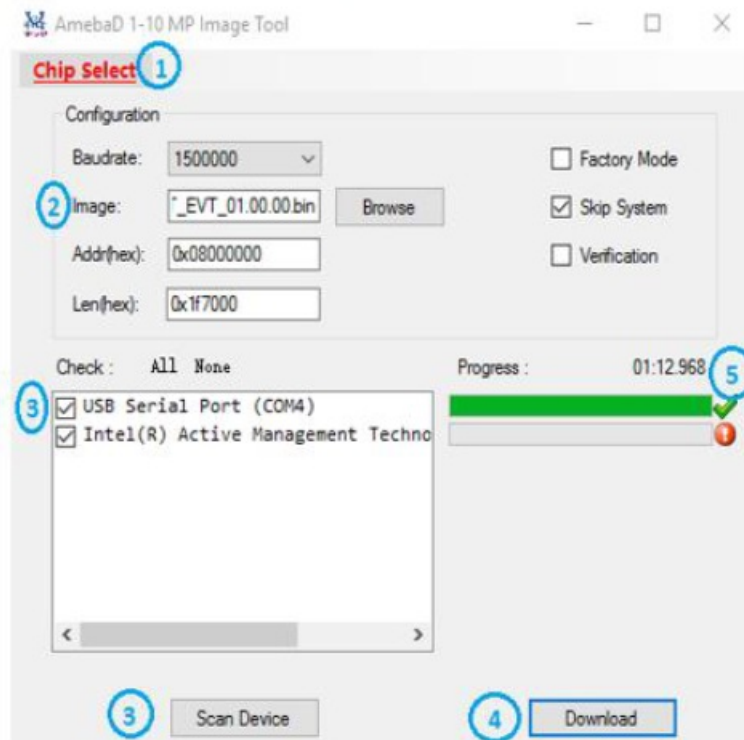 AmebaD 1-10 MP Image Tool
Chip Select 1
Configuration
Baudrate: 1500000
Factory Mode
2 Image: _EVT_01.00.00.bin Browse
Skip System
Addr(hex): 0x08000000
Verification
Len(hex): 0x1f7000
Check : All None
Progress : 01:12.968
5
3 USB Serial Port (COM4)
Intel(R) Active Management Techno
3 Scan Device
4 Download